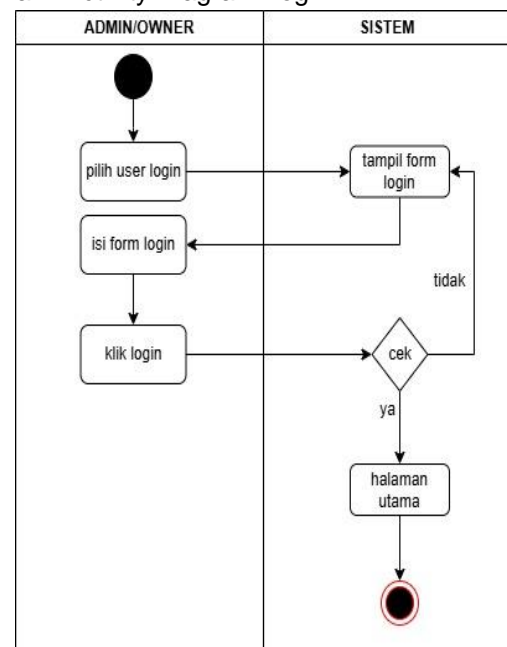 ADMIN/OWNER
SISTEM
pilih user login
tampil form
login
isi form login
tidak
klik login
cek
ya
halaman
utama